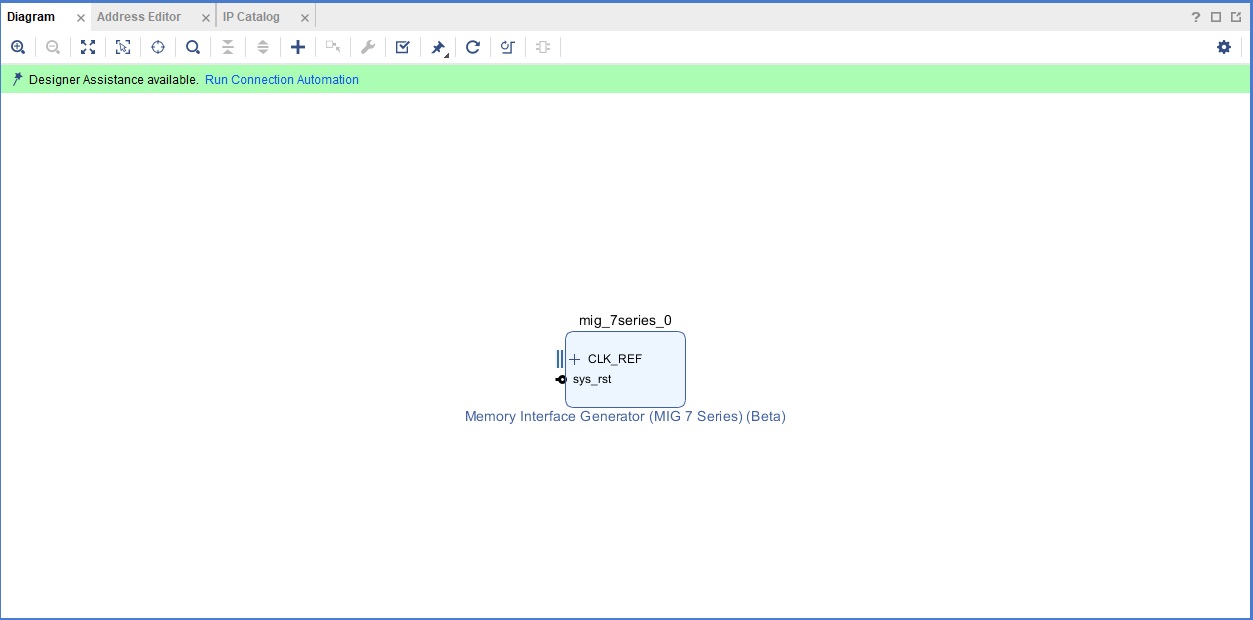 Diagram
Address Editor
IP Catalog
?
Designer Assistance available. Run Connection Automation
mig_7series_0
CLK_REF
sys_rst
Memory Interface Generator (MIG 7 Series) (Beta)